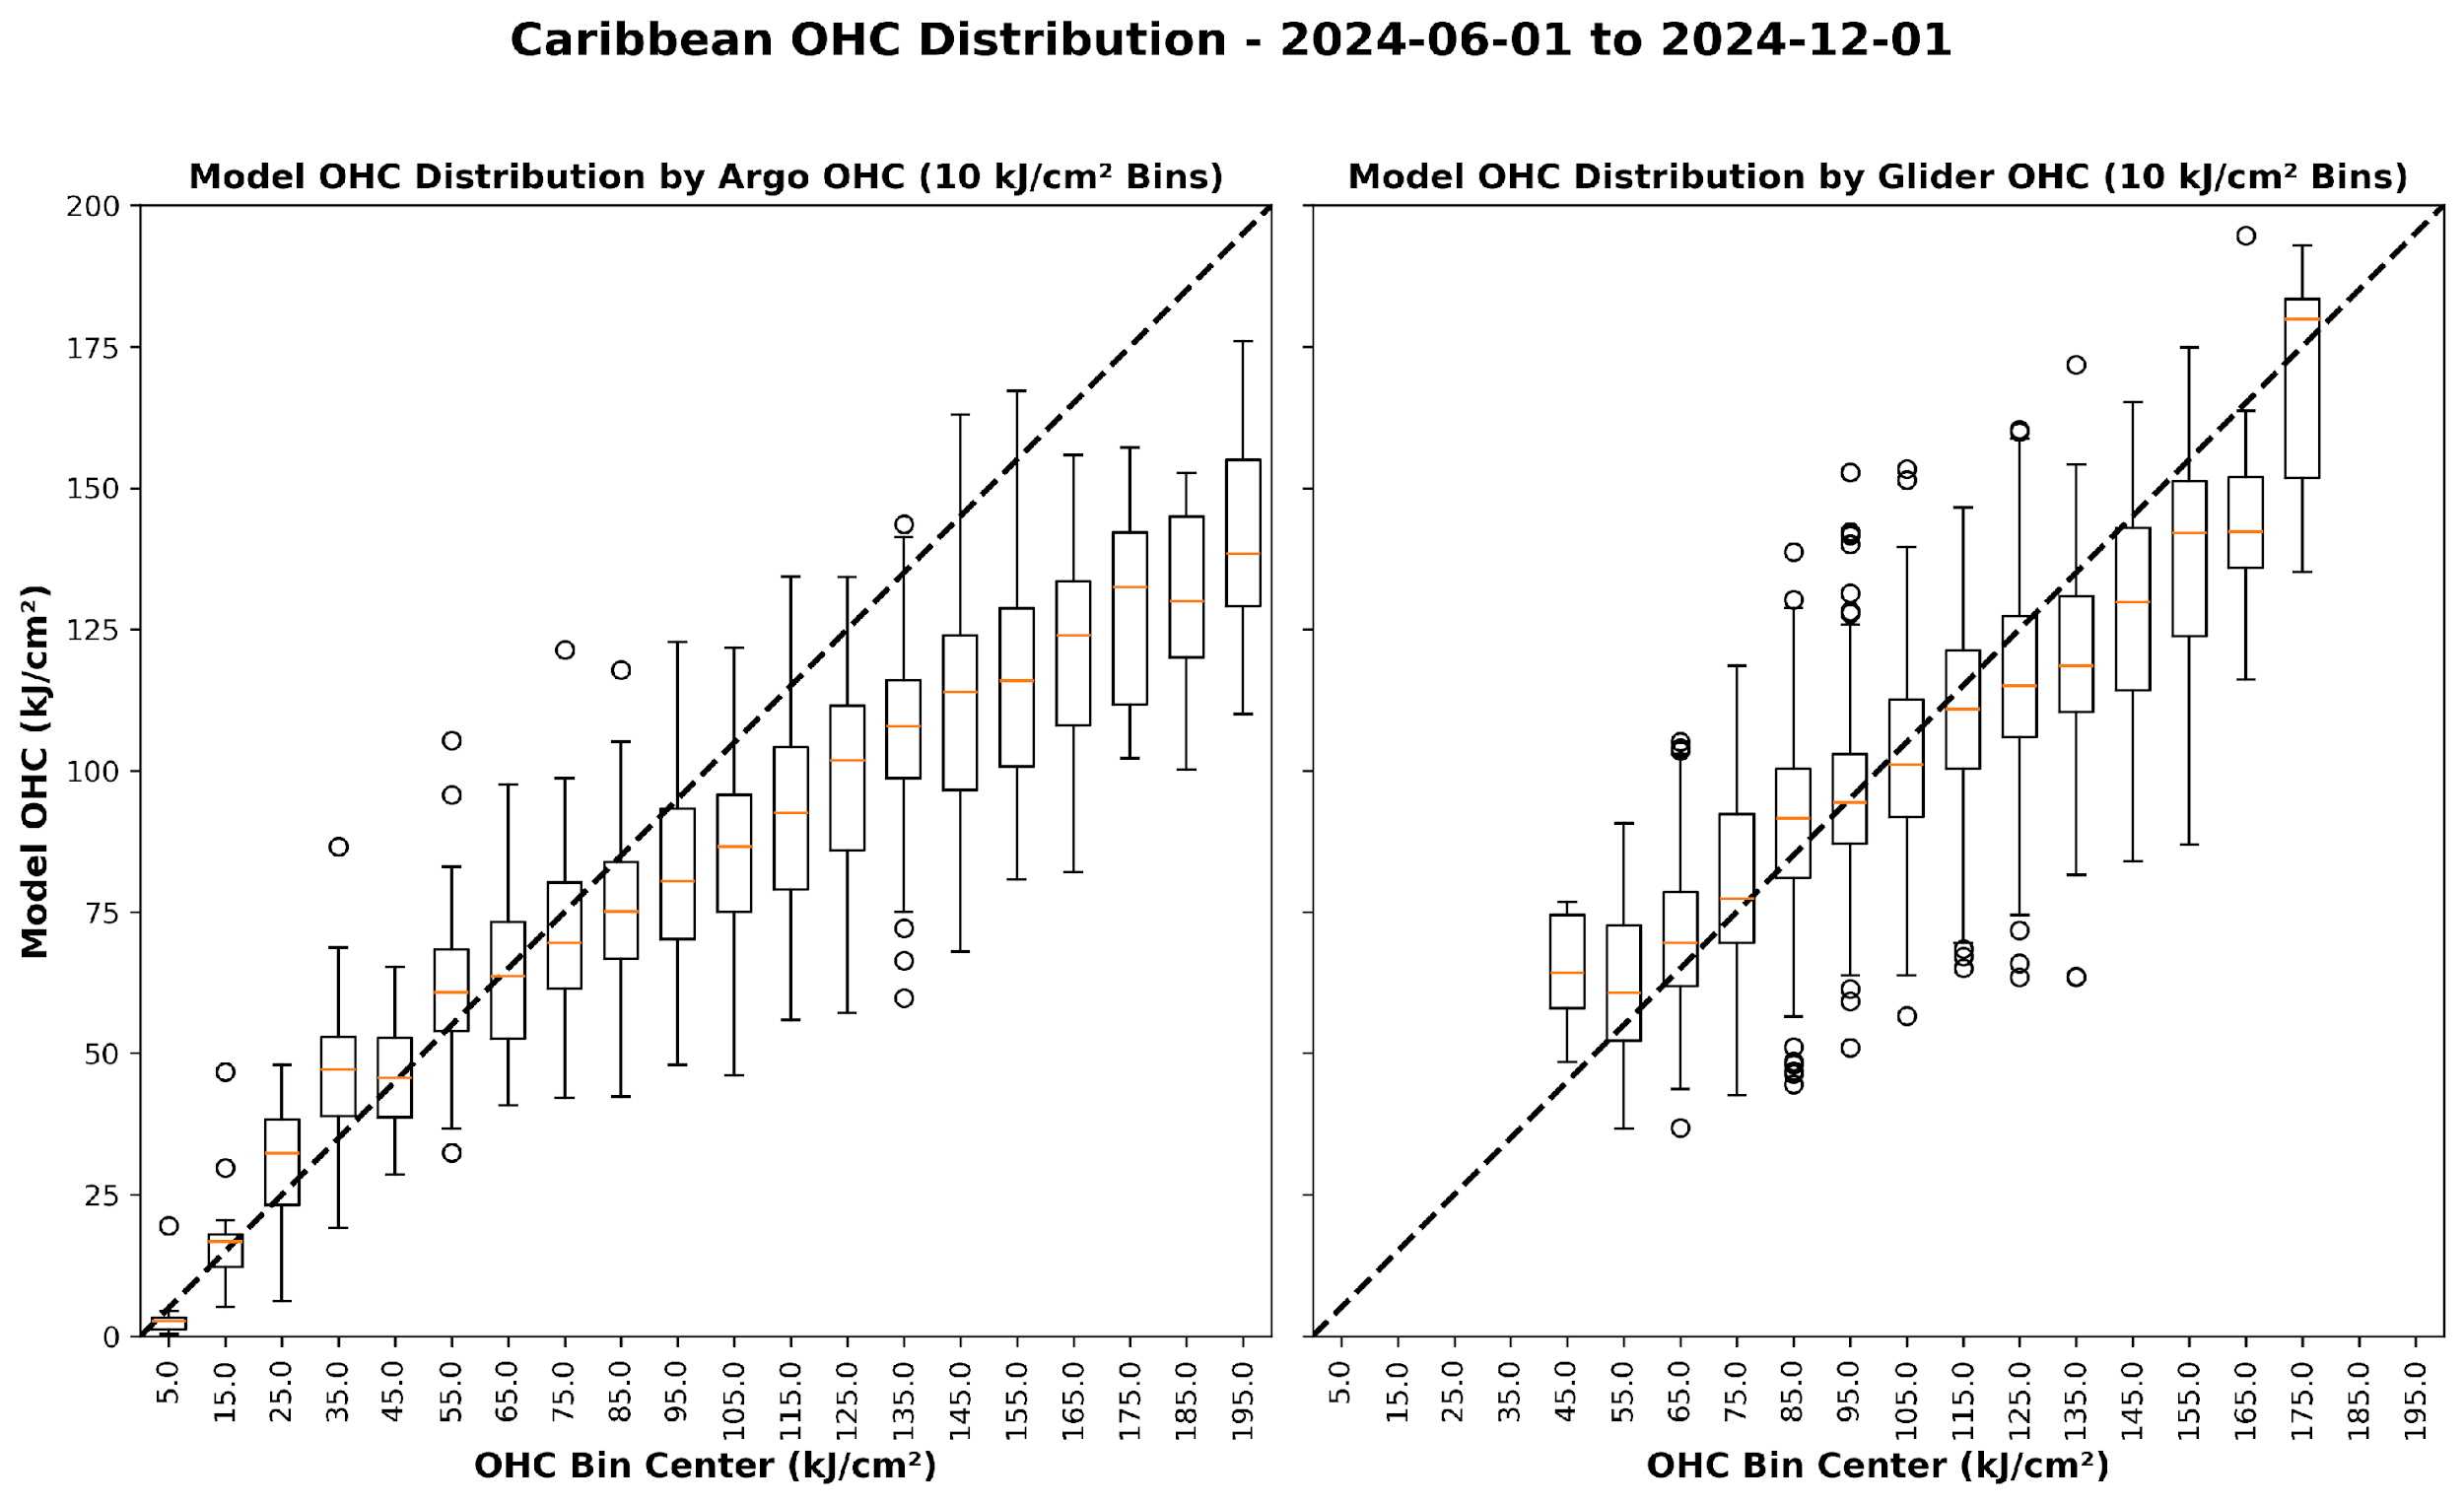 Caribbean OHC Distribution - 2024-06-01 to 2024-12-01
Model OHC Distribution by Argo OHC (10 kJ/cm² Bins)
Model OHC Distribution by Glider OHC (10 kJ/cm² Bins)
Model OHC (kJ/cm²)
200
175
150
125
100
75
50
25
0
5.0 15.0 25.0 35.0 45.0 55.0 65.0 75.0 85.0 95.0 105.0 115.0 125.0 135.0 145.0 155.0 165.0 175.0 185.0 195.0
5.0 15.0 25.0 35.0 45.0 55.0 65.0 75.0 85.0 95.0 105.0 115.0 125.0 135.0 145.0 155.0 165.0 175.0 185.0 195.0
OHC Bin Center (kJ/cm²)
OHC Bin Center (kJ/cm²)